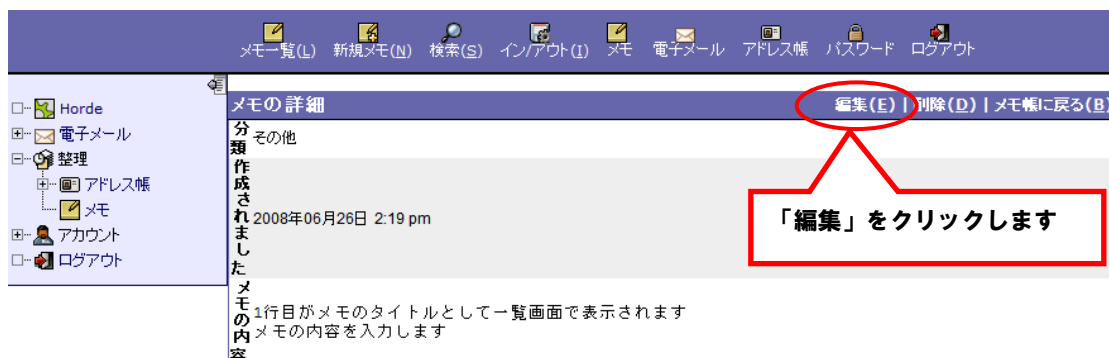 メモ一覧(L) 新規メモ(N) 検索(S) イン/アウト(I) メモ 電子メール アドレス帳 パスワード ログアウト
Horde
電子メール
整理
アドレス帳
メモ
アカウント
ログアウト
メモの詳細 編集(E) | 削除(D) | メモ帳に戻る(B)
分類 その他
作成されました 2008年06月26日 2:19 pm
メモの内容 1行目がメモのタイトルとして一覧画面で表示されます
メモの内容を入力します
「編集」をクリックします